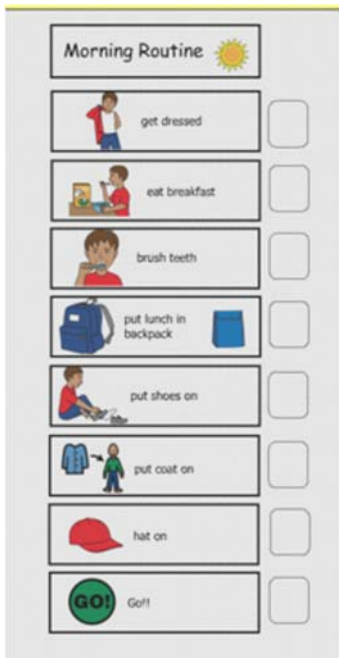 Morning Routine
get dressed
eat breakfast
brush teeth
put lunch in
backpack
put shoes on
put coat on
hat on
GO! Go!!